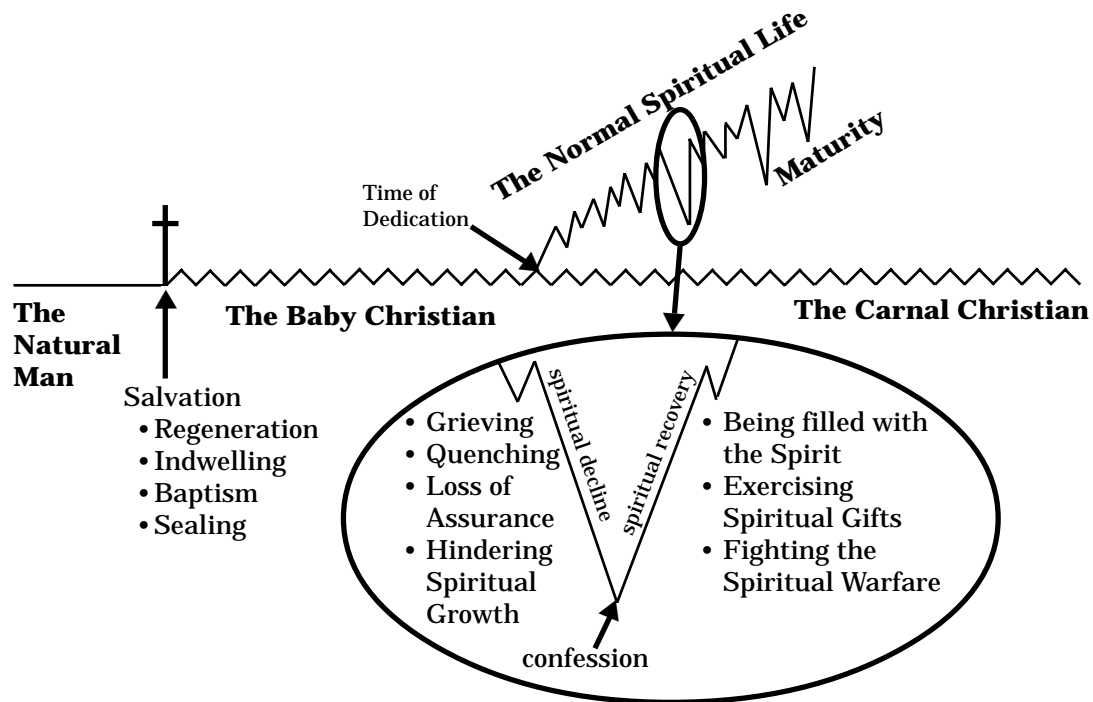 The Normal Spiritual Life
Maturity
Time of
Dedication
The
Natural
Man
The Baby Christian
The Carnal Christian
Salvation
• Regeneration
• Indwelling
• Baptism
• Sealing
spiritual decline
spiritual recovery
• Grieving
• Quenching
• Loss of
Assurance
• Hindering
Spiritual
Growth
• Being filled with
the Spirit
• Exercising
Spiritual Gifts
• Fighting the
Spiritual Warfare
confession